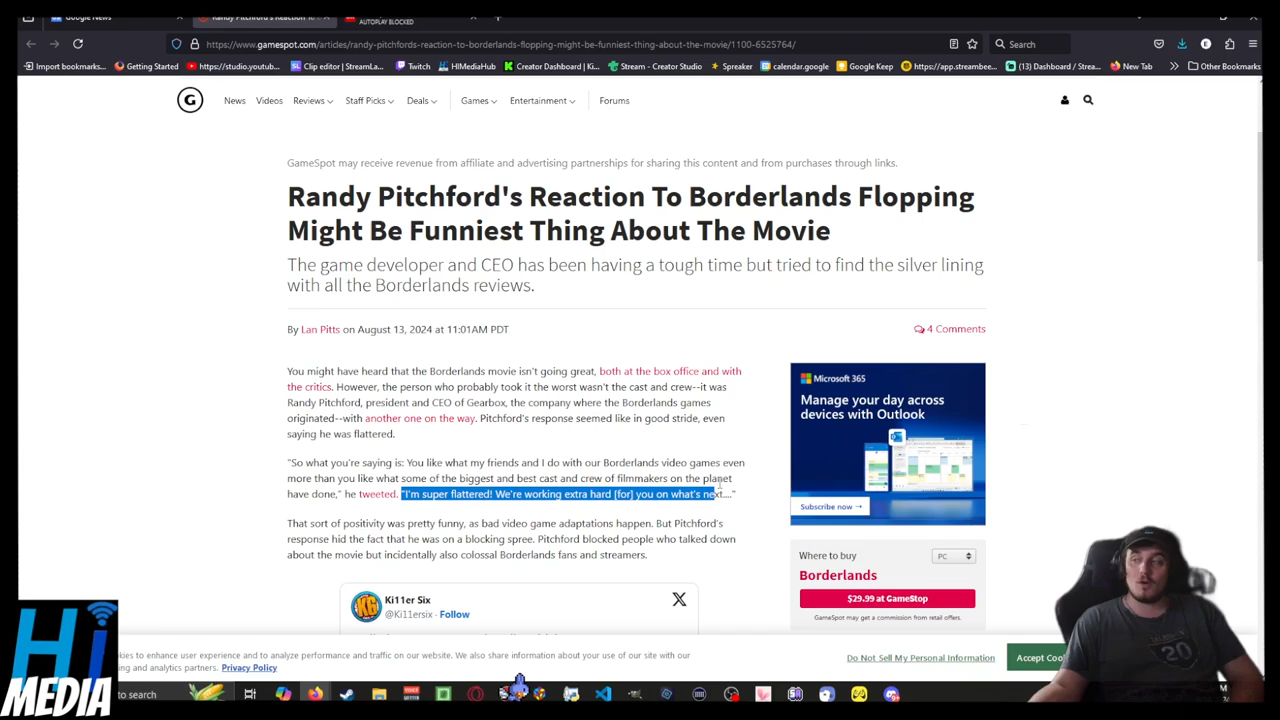 Google News
Randy Pitchford's Reaction To
AUTOPLAY BLOCKED
https://www.gamespot.com/articles/randy-pitchfords-reaction-to-borderlands-flopping-might-be-funniest-thing-about-the-movie/1100-6525764/
Search
Import bookmarks... Getting Started https://studio.youtub... Clip editor | StreamLa... Twitch HIMediaHub Creator Dashboard | Ki... Stream - Creator Studio Spreaker calendar.google Google Keep https://app.streambee... (13) Dashboard / Strea... New Tab Other Bookmarks
G News Videos Reviews Staff Picks Deals Games Entertainment Forums
GameSpot may receive revenue from affiliate and advertising partnerships for sharing this content and from purchases through links.
Randy Pitchford's Reaction To Borderlands Flopping
Might Be Funniest Thing About The Movie
The game developer and CEO has been having a tough time but tried to find the silver lining
with all the Borderlands reviews.
By Lan Pitts on August 13, 2024 at 11:01AM PDT
4 Comments
You might have heard that the Borderlands movie isn't going great, both at the box office and with
the critics. However, the person who probably took it the worst wasn't the cast and crew--it was
Randy Pitchford, president and CEO of Gearbox, the company where the Borderlands games
originated--with another one on the way. Pitchford's response seemed like in good stride, even
saying he was flattered.
"So what you're saying is: You like what my friends and I do with our Borderlands video games even
more than you like what some of the biggest and best cast and crew of filmmakers on the planet
have done," he tweeted. "I'm super flattered! We're working extra hard [for] you on what's next...."
That sort of positivity was pretty funny, as bad video game adaptations happen. But Pitchford's
response hid the fact that he was on a blocking spree. Pitchford blocked people who talked down
about the movie but incidentally also colossal Borderlands fans and streamers.
Ki11er Six
@Ki11ersix · Follow
Microsoft 365
Manage your day across
devices with Outlook
Subscribe now
Where to buy
PC
Borderlands
$29.99 at GameStop
GameSpot may get a commission from retail offers.
okies to enhance user experience and to analyze performance and traffic on our website. We also share information about your use of our site with our
ing and analytics partners. Privacy Policy
Do Not Sell My Personal Information
Accept Coo
to search
Hi
MEDIA
20